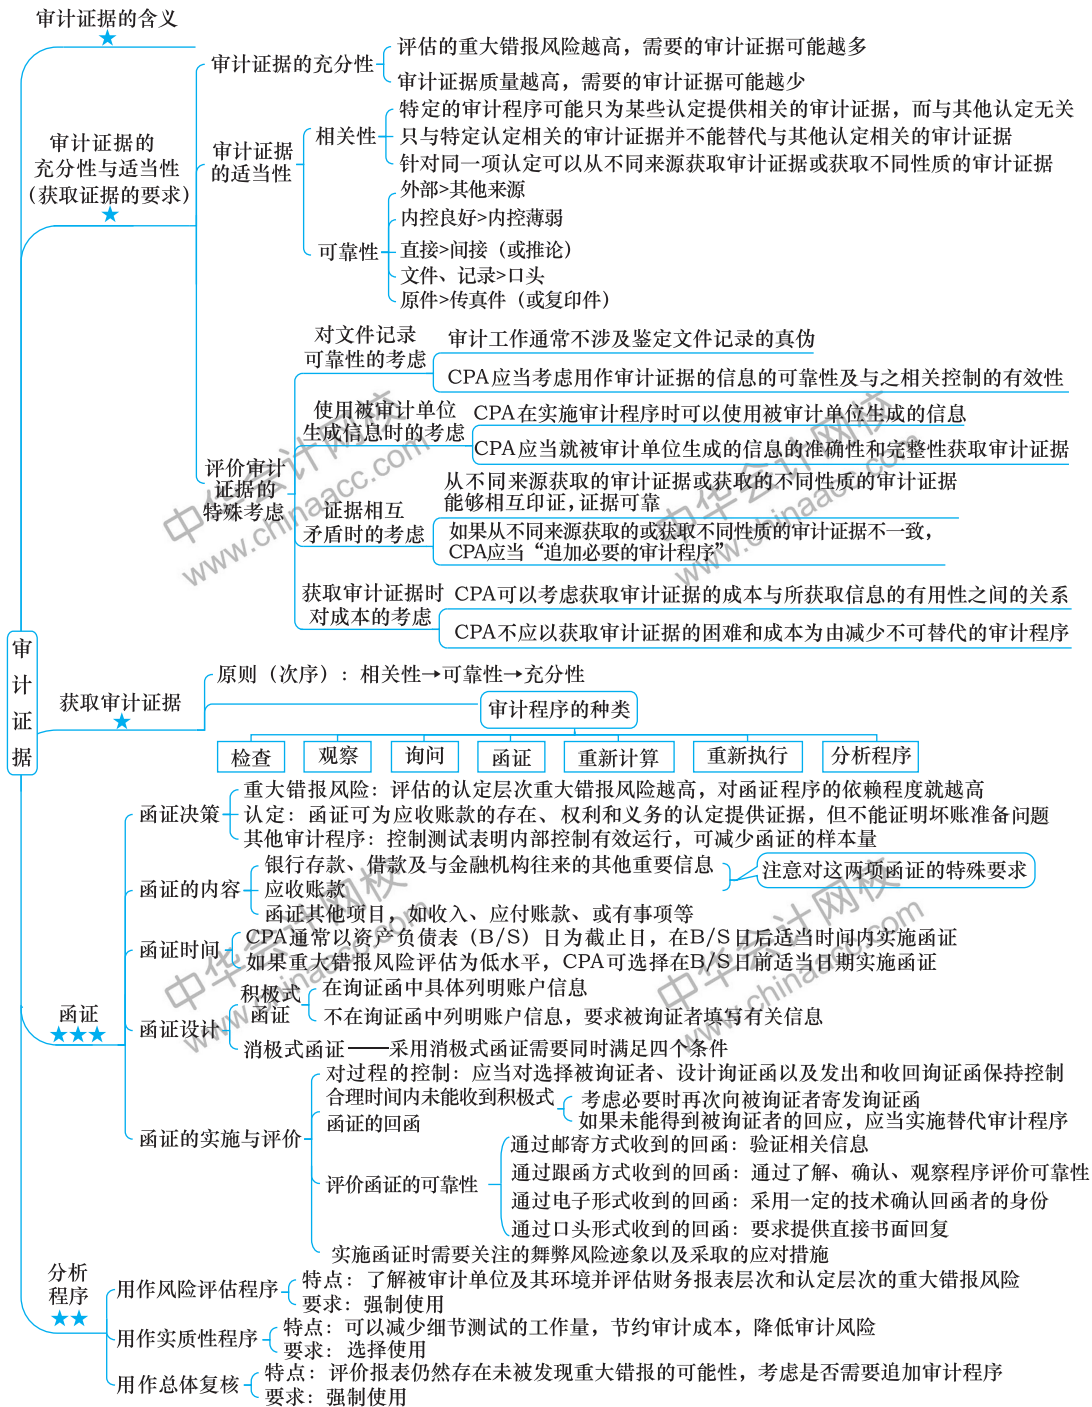 审计证据的含义
审计证据的充分性
评估的重大错报风险越高，需要的审计证据可能越多
审计证据质量越高，需要的审计证据可能越少
审计证据的
充分性与适当性
（获取证据的要求）
审计证据
的适当性
相关性
特定的审计程序可能只为某些认定提供相关的审计证据，而与其他认定无关
只与特定认定相关的审计证据并不能替代与其他认定相关的审计证据
针对同一项认定可以从不同来源获取审计证据或获取不同性质的审计证据
可靠性
外部>其他来源
内控良好>内控薄弱
直接>间接（或推论）
文件、记录>口头
原件>传真件（或复印件）
评价审计
证据的
特殊考虑
对文件记录
可靠性的考虑
审计工作通常不涉及鉴定文件记录的真伪
CPA应当考虑用作审计证据的信息的可靠性及与之相关控制的有效性
使用被审计单位
生成信息时的考虑
CPA在实施审计程序时可以使用被审计单位生成的信息
CPA应当就被审计单位生成的信息的准确性和完整性获取审计证据
证据相互
矛盾时的考虑
从不同来源获取的审计证据或获取的不同性质的审计证据
能够相互印证，证据可靠
如果从不同来源获取的或获取不同性质的审计证据不一致，
CPA应当“追加必要的审计程序”
获取审计证据时
对成本的考虑
CPA可以考虑获取审计证据的成本与所获取信息的有用性之间的关系
CPA不应以获取审计证据的困难和成本为由减少不可替代的审计程序
审计证据
获取审计证据
原则（次序）：相关性→可靠性→充分性
审计程序的种类
检查 观察 询问 函证 重新计算 重新执行 分析程序
函证
函证决策
重大错报风险：评估的认定层次重大错报风险越高，对函证程序的依赖程度就越高
认定：函证可为应收账款的存在、权利和义务的认定提供证据，但不能证明坏账准备问题
其他审计程序：控制测试表明内部控制有效运行，可减少函证的样本量
函证的内容
银行存款、借款及与金融机构往来的其他重要信息
应收账款
函证其他项目，如收入、应付账款、或有事项等
注意对这两项函证的特殊要求
函证时间
CPA通常以资产负债表（B/S）日为截止日，在B/S日后适当时间内实施函证
如果重大错报风险评估为低水平，CPA可选择在B/S日前适当日期实施函证
函证设计
积极式
函证
在询证函中具体列明账户信息
不在询证函中列明账户信息，要求被询证者填写有关信息
消极式函证——采用消极式函证需要同时满足四个条件
函证的实施与评价
对过程的控制：应当对选择被询证者、设计询证函以及发出和收回询证函保持控制
合理时间内未能收到积极式
函证的回函
考虑必要时再次向被询证者寄发询证函
如果未能得到被询证者的回应，应当实施替代审计程序
评价函证的可靠性
通过邮寄方式收到的回函：验证相关信息
通过跟函方式收到的回函：通过了解、确认、观察程序评价可靠性
通过电子形式收到的回函：采用一定的技术确认回函者的身份
通过口头形式收到的回函：要求提供直接书面回复
实施函证时需要关注的舞弊风险迹象以及采取的应对措施
分析
程序
用作风险评估程序
特点：了解被审计单位及其环境并评估财务报表层次和认定层次的重大错报风险
要求：强制使用
用作实质性程序
特点：可以减少细节测试的工作量，节约审计成本，降低审计风险
要求：选择使用
用作总体复核
特点：评价报表仍然存在未被发现重大错报的可能性，考虑是否需要追加审计程序
要求：强制使用
中华会计网校
www.chinaacc.com
中华会计网校
www.chinaacc.com
中华会计网校
www.chinaacc.com
中华会计网校
www.chinaacc.com